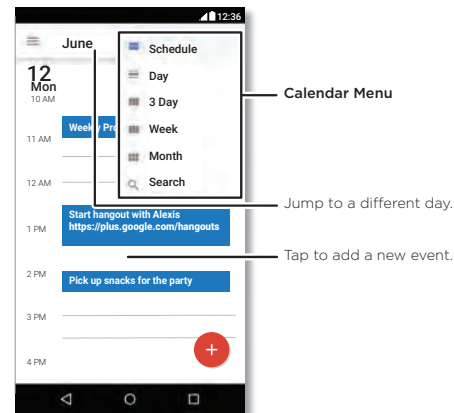 12:36
June
Schedule
Day
3 Day
Week
Month
Search
Calendar Menu
12
Mon
10 AM
Weekly Pro
11 AM
12 AM
Jump to a different day.
Start hangout with Alexis
https://plus.google.com/hangouts
1 PM
Tap to add a new event.
2 PM
Pick up snacks for the party
3 PM
+
4 PM